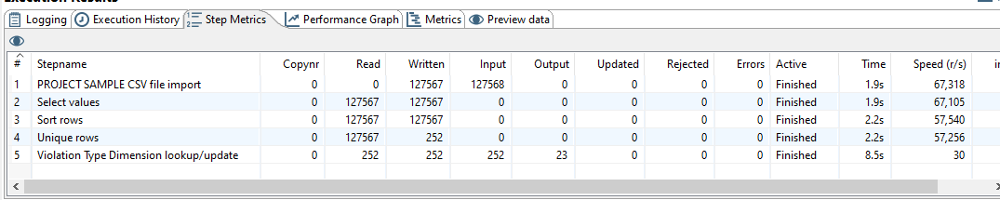 Execution Results
Logging Execution History Step Metrics Performance Graph Metrics Preview data
# Stepname Copynr Read Written Input Output Updated Rejected Errors Active Time Speed (r/s)
1 PROJECT SAMPLE CSV file import 0 0 127567 127568 0 0 0 0 Finished 1.9s 67,318
2 Select values 0 127567 127567 0 0 0 0 0 Finished 1.9s 67,105
3 Sort rows 0 127567 127567 0 0 0 0 0 Finished 2.2s 57,540
4 Unique rows 0 127567 252 0 0 0 0 0 Finished 2.2s 57,256
5 Violation Type Dimension lookup/update 0 252 252 252 23 0 0 0 Finished 8.5s 30